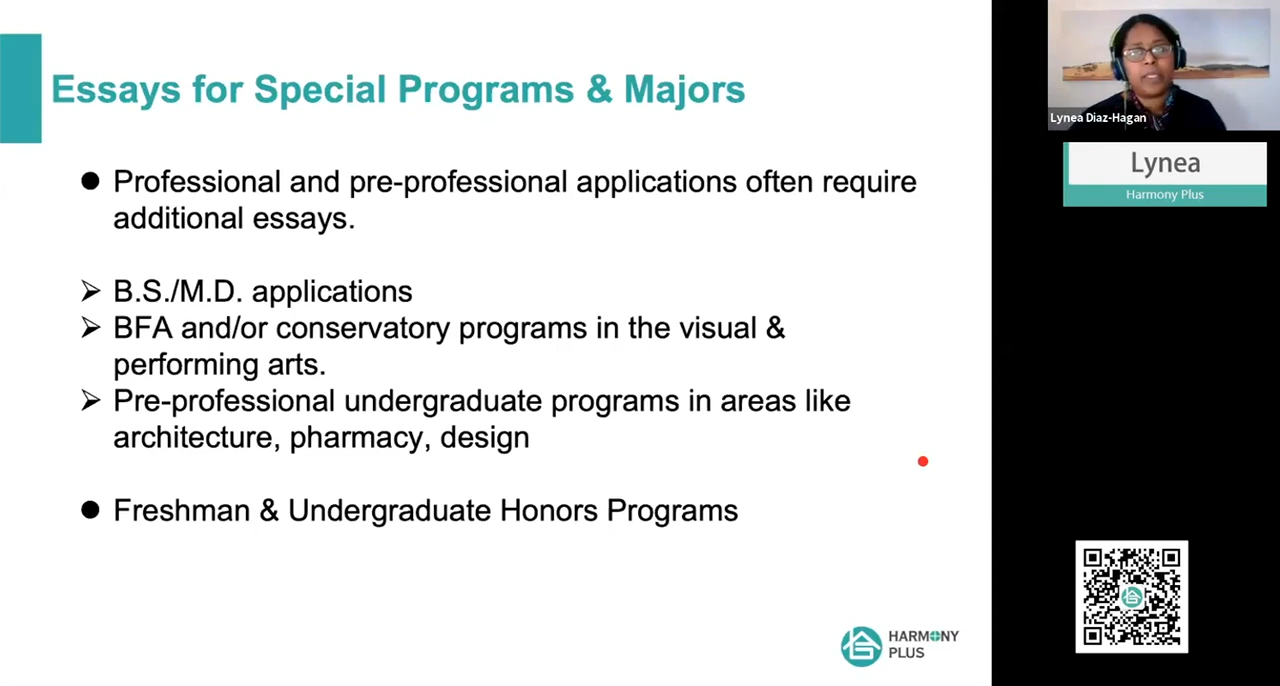 Essays for Special Programs & Majors
● Professional and pre-professional applications often require
additional essays.
➢ B.S./M.D. applications
➢ BFA and/or conservatory programs in the visual &
performing arts.
➢ Pre-professional undergraduate programs in areas like
architecture, pharmacy, design
● Freshman & Undergraduate Honors Programs
HARMONY
PLUS
Lynea Diaz-Hagan
Lynea
Harmony Plus